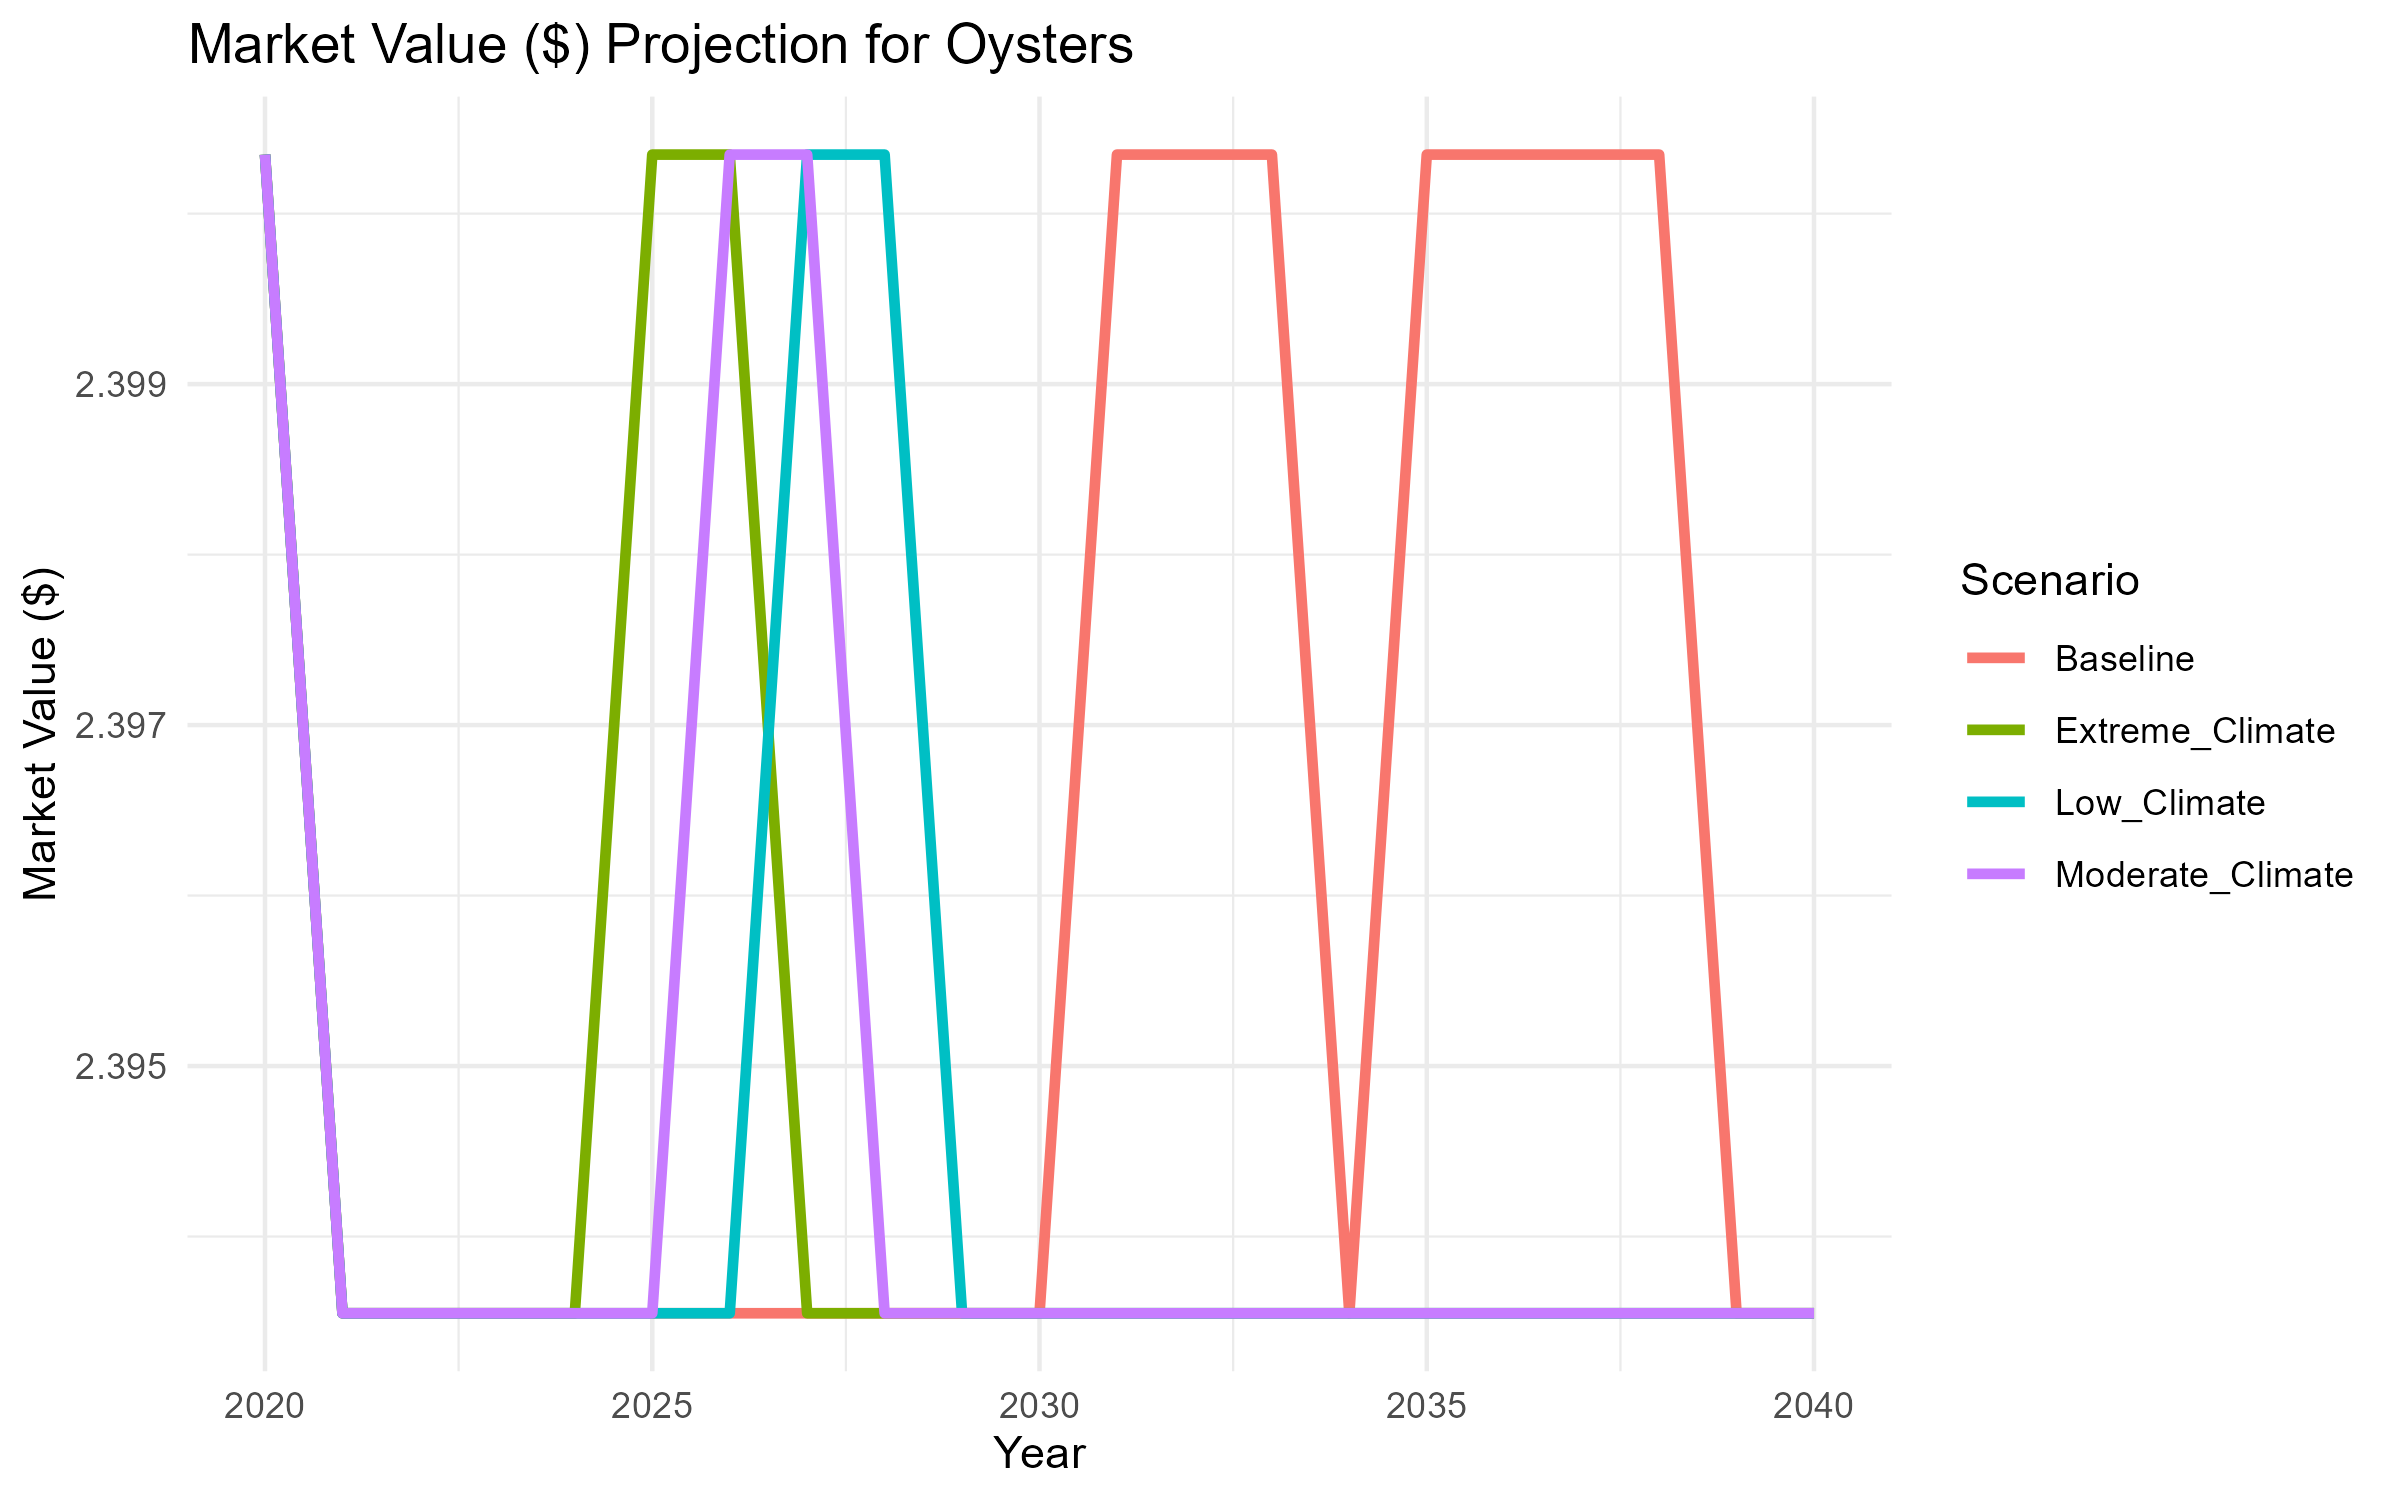 Market Value ($) Projection for Oysters
Market Value ($)
2.399
2.397
2.395
2020
2025
2030
2035
2040
Year
Scenario
Baseline
Extreme_Climate
Low_Climate
Moderate_Climate